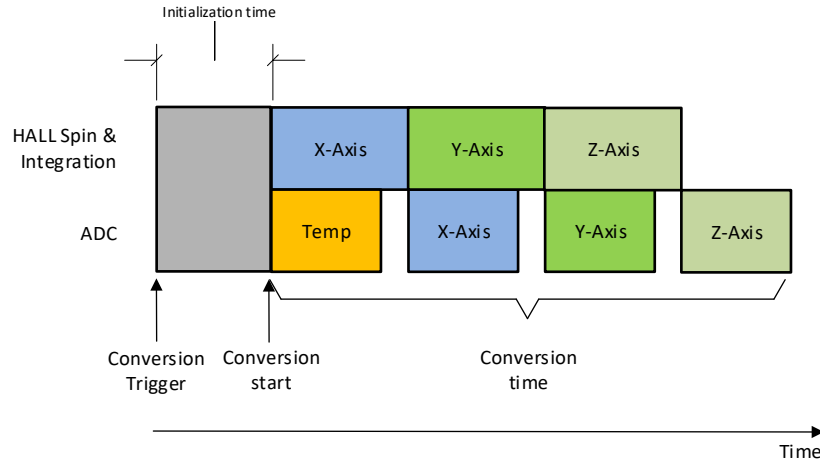 Initialization time
HALL Spin &
Integration
X-Axis
Y-Axis
Z-Axis
ADC
Temp
X-Axis
Y-Axis
Z-Axis
Conversion
Trigger
Conversion
start
Conversion
time
Time